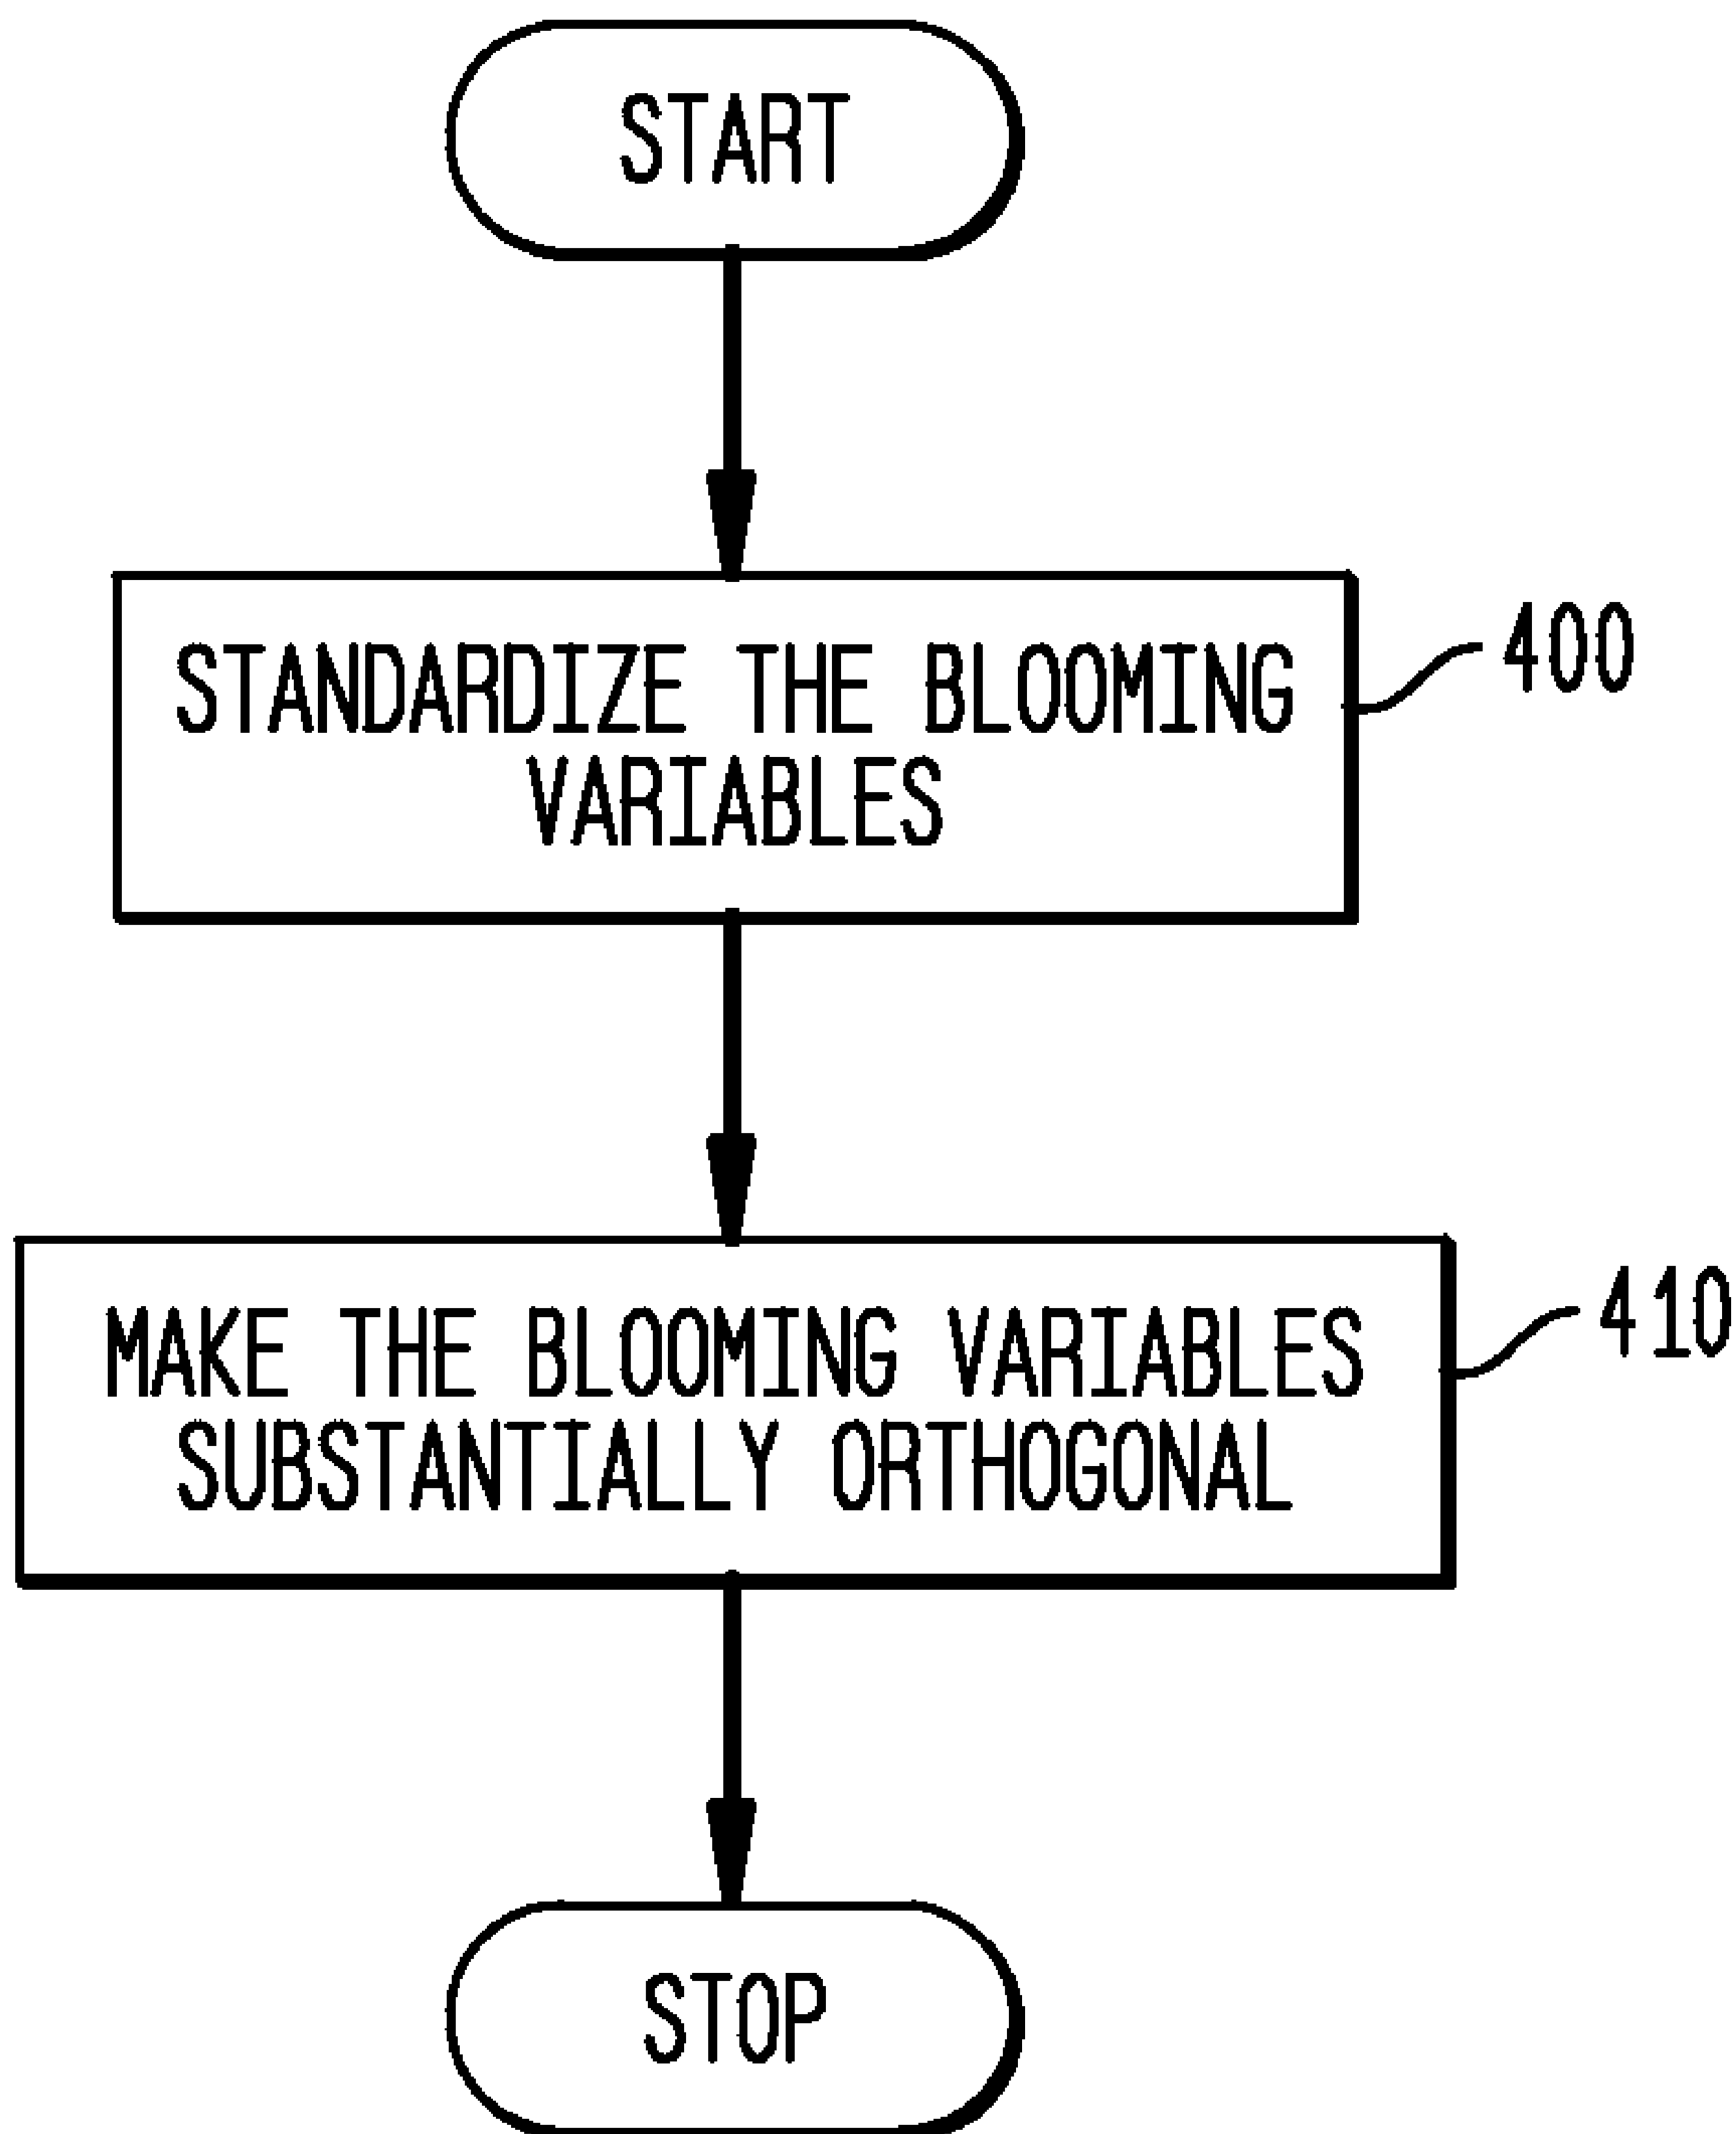 START
STANDARDIZE THE BLOOMING
VARIABLES
400
MAKE THE BLOOMING VARIABLES
SUBSTANTIALLY ORTHOGONAL
410
STOP